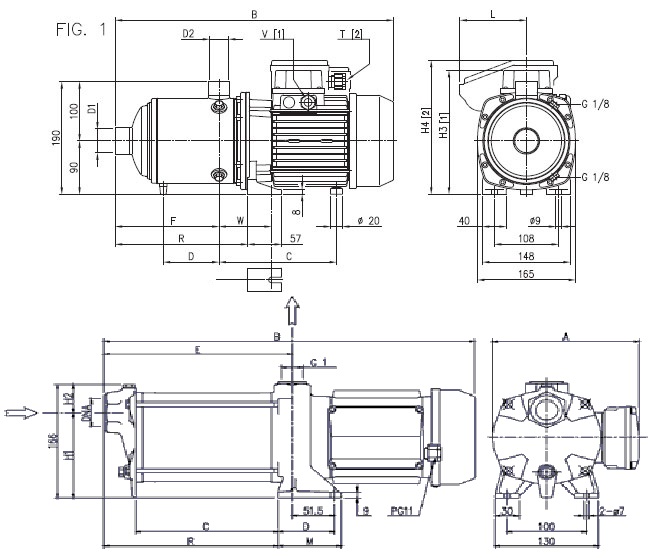 FIG. 1
B
D2
V [1]
T [2]
L
190
100
90
D1
F
W
8
ø 20
R
57
D
C
H4 [2]
H3 [1]
G 1/8
G 1/8
40
ø9
108
148
165
B
E
G 1
A
166
H2
DNA
H1
51.5
9
PG11
C
D
R
M
30
2-ø7
100
130